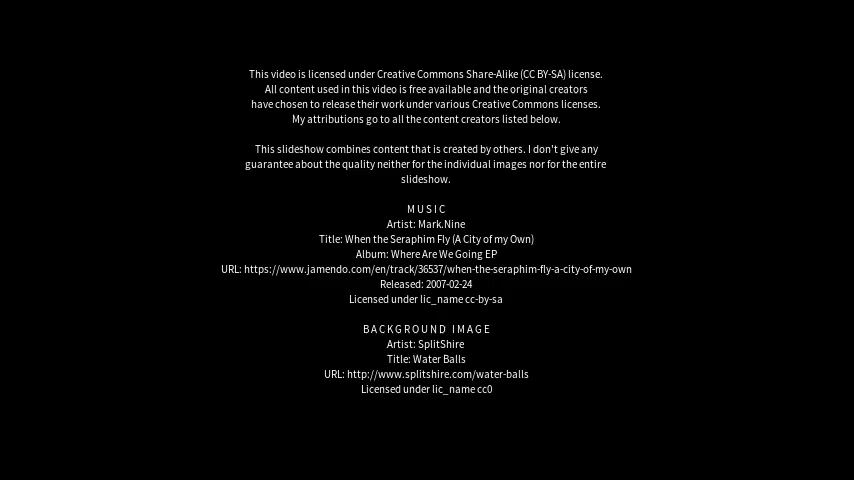 This video is licensed under Creative Commons Share-Alike (CC BY-SA) license.
All content used in this video is free available and the original creators
have chosen to release their work under various Creative Commons licenses.
My attributions go to all the content creators listed below.
This slideshow combines content that is created by others. I don't give any
guarantee about the quality neither for the individual images nor for the entire
slideshow.
MUSIC
Artist: Mark.Nine
Title: When the Seraphim Fly (A City of my Own)
Album: Where Are We Going EP
URL: https://www.jamendo.com/en/track/36537/when-the-seraphim-fly-a-city-of-my-own
Released: 2007-02-24
Licensed under lic_name cc-by-sa
BACKGROUND IMAGE
Artist: SplitShire
Title: Water Balls
URL: http://www.splitshire.com/water-balls
Licensed under lic_name cc0